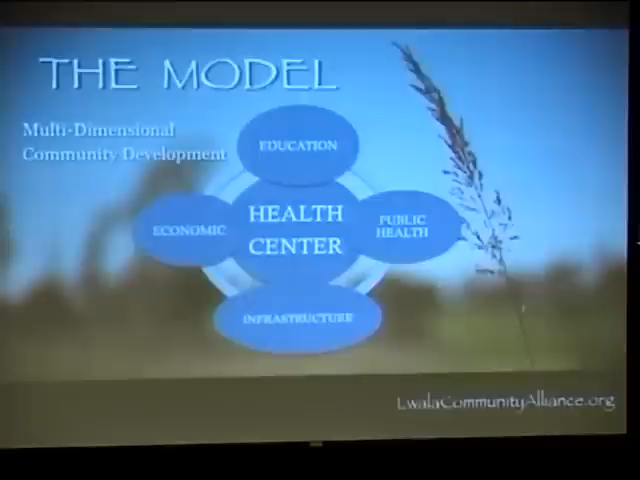 THE MODEL
Multi-Dimensional
Community Development
EDUCATION
ECONOMIC
HEALTH
CENTER
PUBLIC
HEALTH
INFRASTRUCTURE
LwalaCommunityAlliance.org